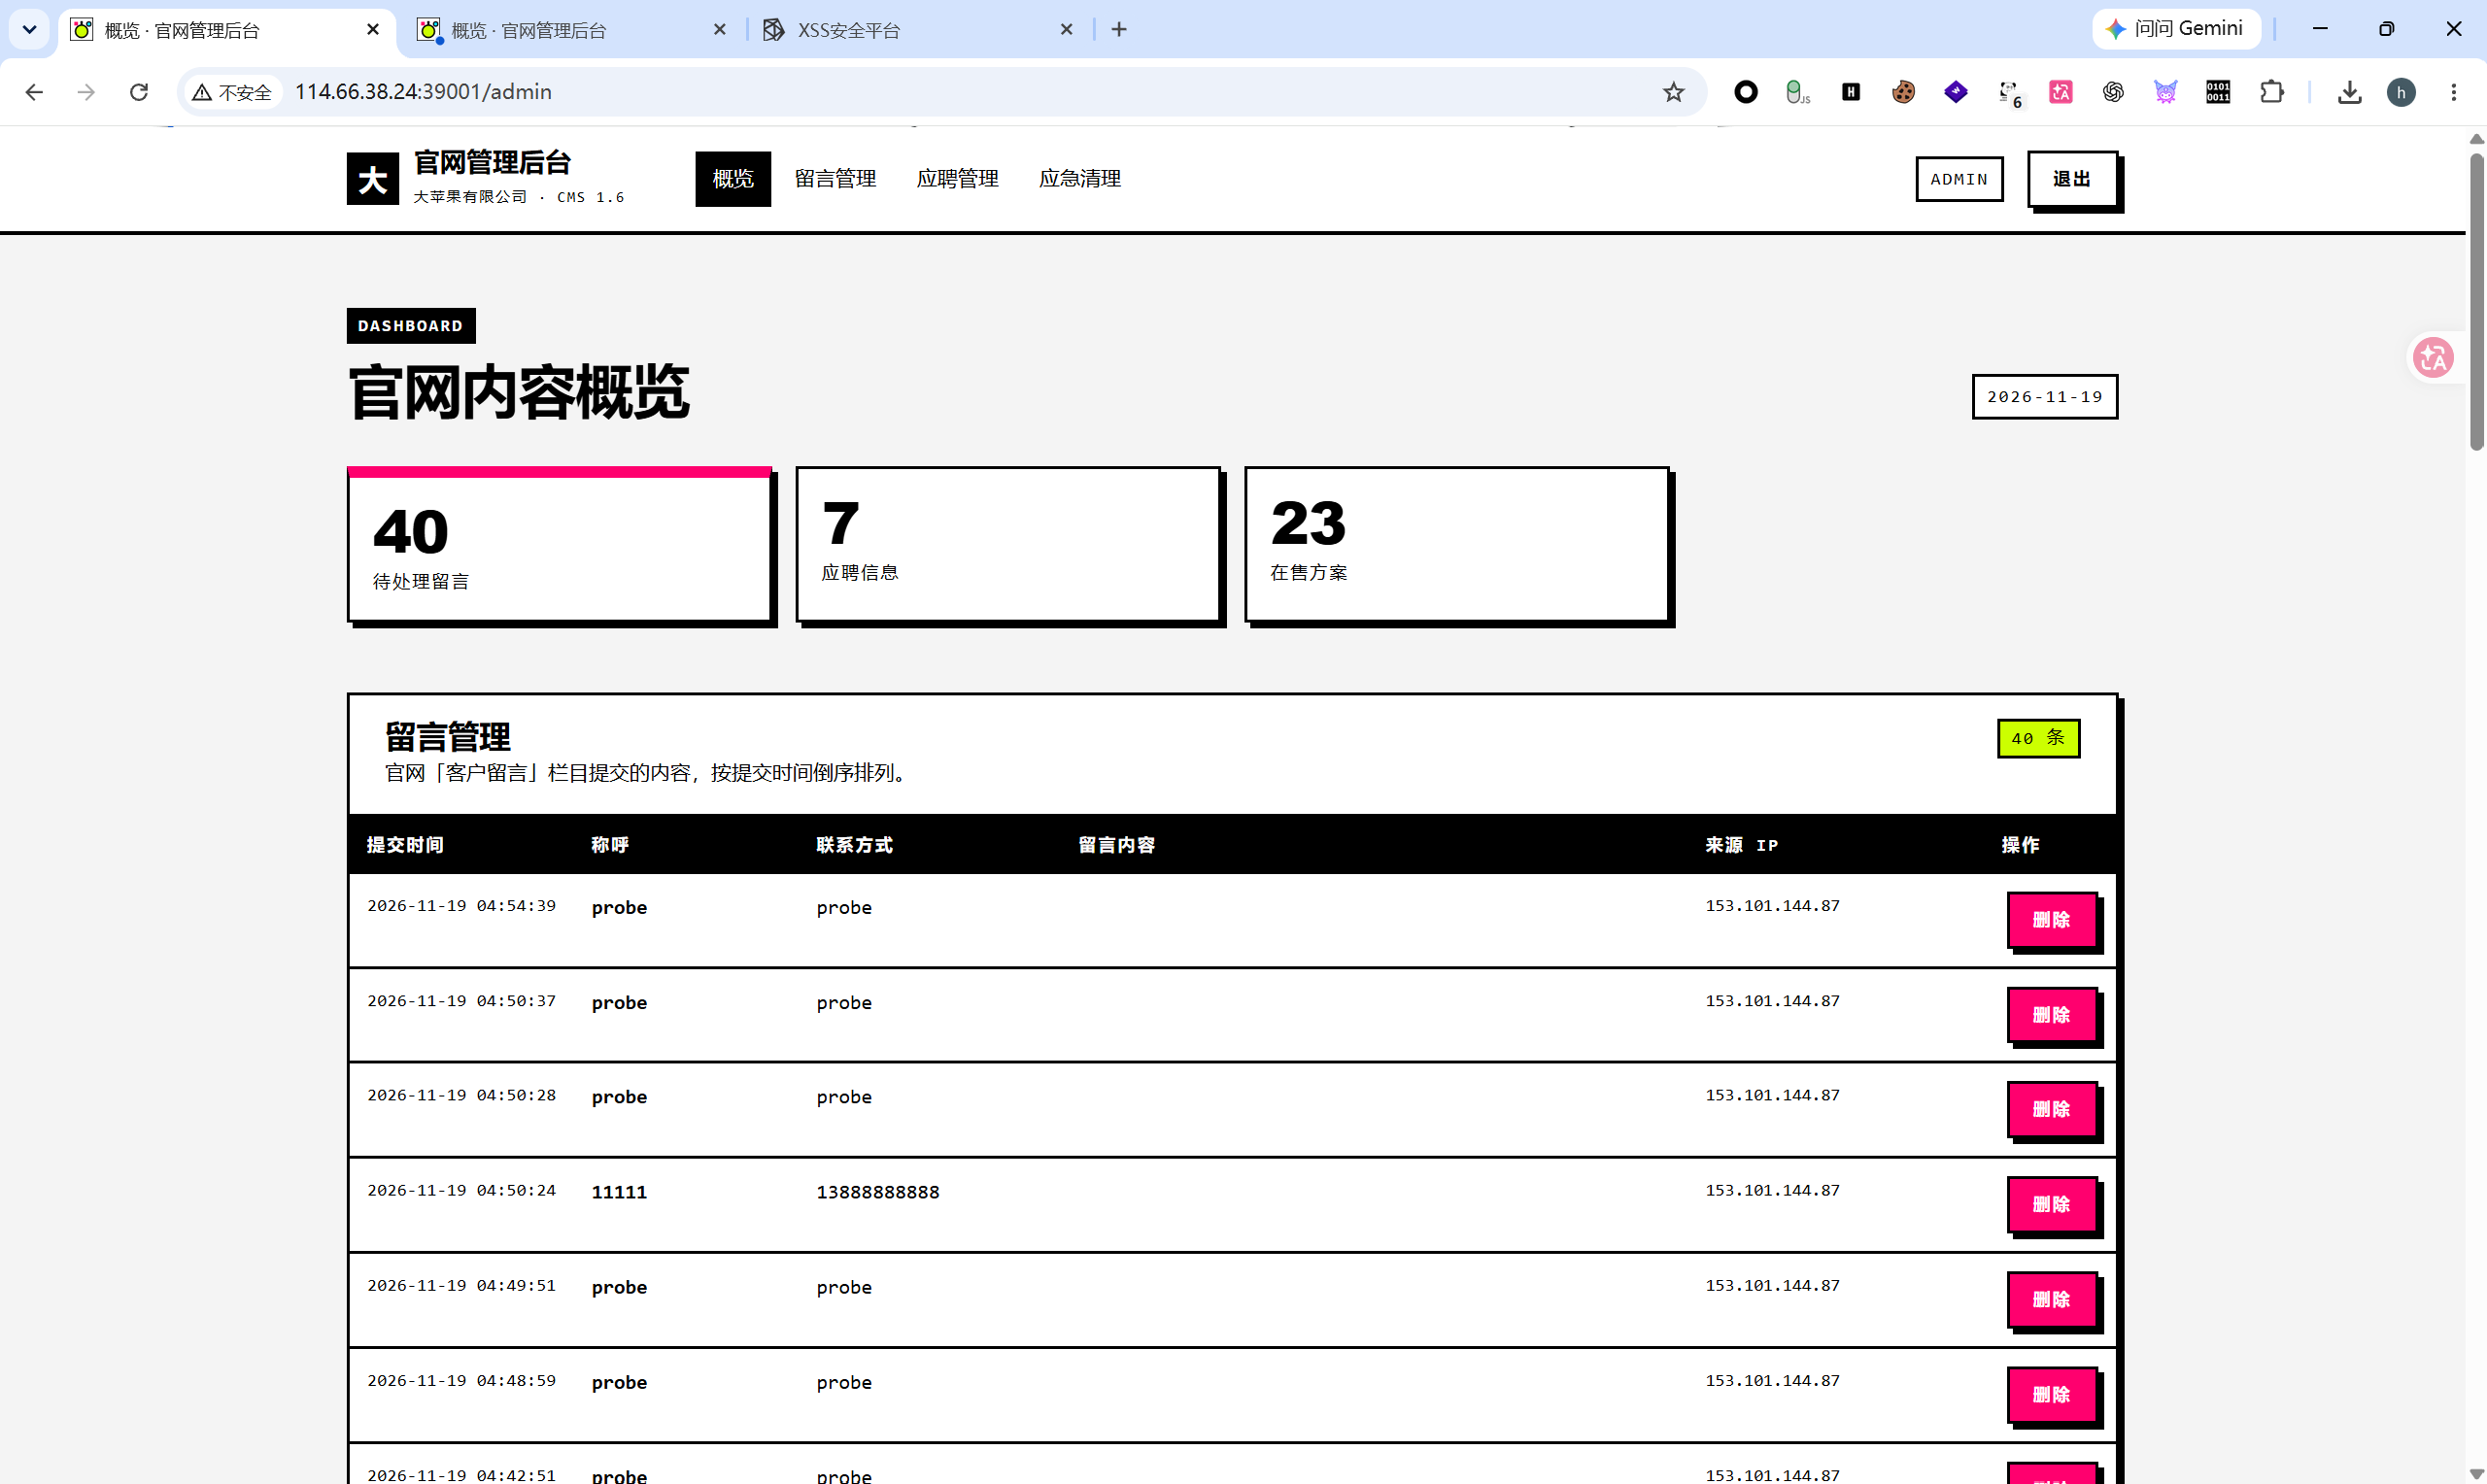 概览 · 官网管理后台
概览 · 官网管理后台
XSS安全平台
问问 Gemini
不安全
114.66.38.24:39001/admin
JS
H
6
0101
0011
h
大
官网管理后台
大苹果有限公司 · CMS 1.6
概览
留言管理
应聘管理
应急清理
ADMIN
退出
DASHBOARD
官网内容概览
2026-11-19
40
待处理留言
7
应聘信息
23
在售方案
留言管理
官网「客户留言」栏目提交的内容，按提交时间倒序排列。
40 条
提交时间 称呼 联系方式 留言内容 来源 IP 操作
2026-11-19 04:54:39 probe probe 153.101.144.87 删除
2026-11-19 04:50:37 probe probe 153.101.144.87 删除
2026-11-19 04:50:28 probe probe 153.101.144.87 删除
2026-11-19 04:50:24 11111 13888888888 153.101.144.87 删除
2026-11-19 04:49:51 probe probe 153.101.144.87 删除
2026-11-19 04:48:59 probe probe 153.101.144.87 删除
2026-11-19 04:42:51 probe probe 153.101.144.87